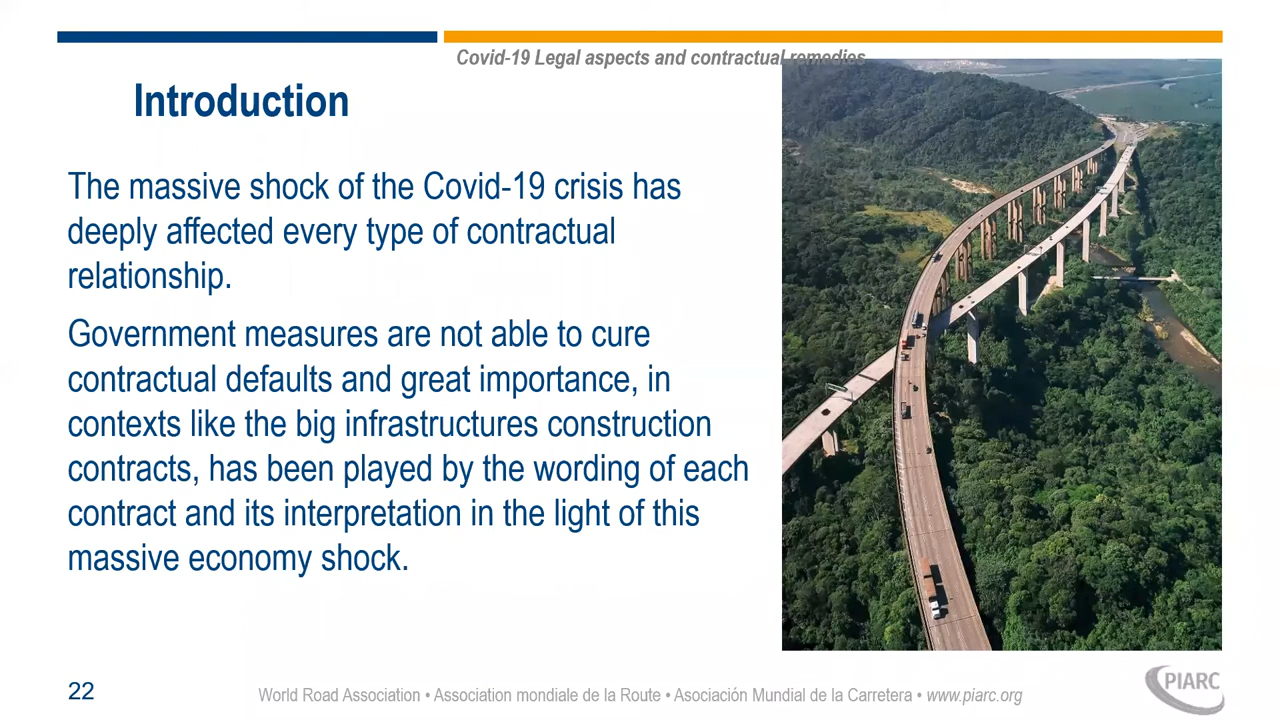 Covid-19 Legal aspects and contractual remedies
Introduction
The massive shock of the Covid-19 crisis has
deeply affected every type of contractual
relationship.
Government measures are not able to cure
contractual defaults and great importance, in
contexts like the big infrastructures construction
contracts, has been played by the wording of each
contract and its interpretation in the light of this
massive economy shock.
22
World Road Association • Association mondiale de la Route • Asociación Mundial de la Carretera • www.piarc.org
PIARC